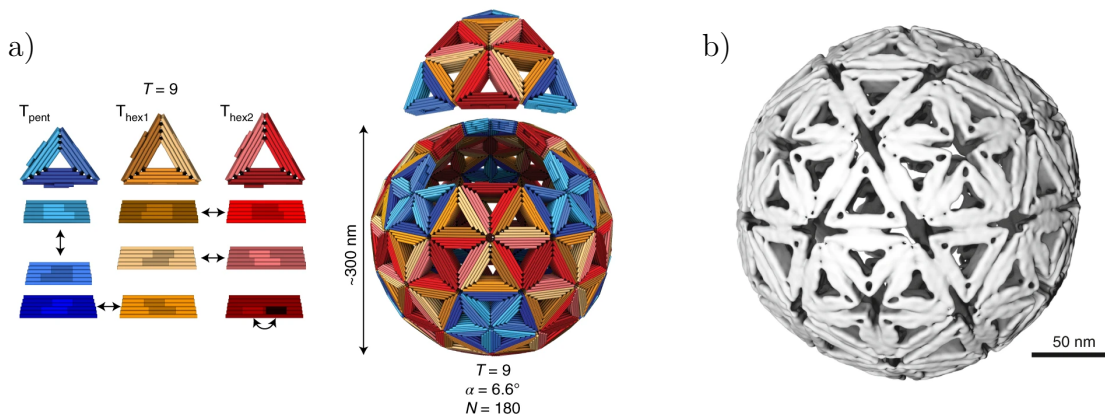 a)
T = 9
T_pent
T_hex1
T_hex2
~300 nm
T = 9
α = 6.6°
N = 180
b)
50 nm